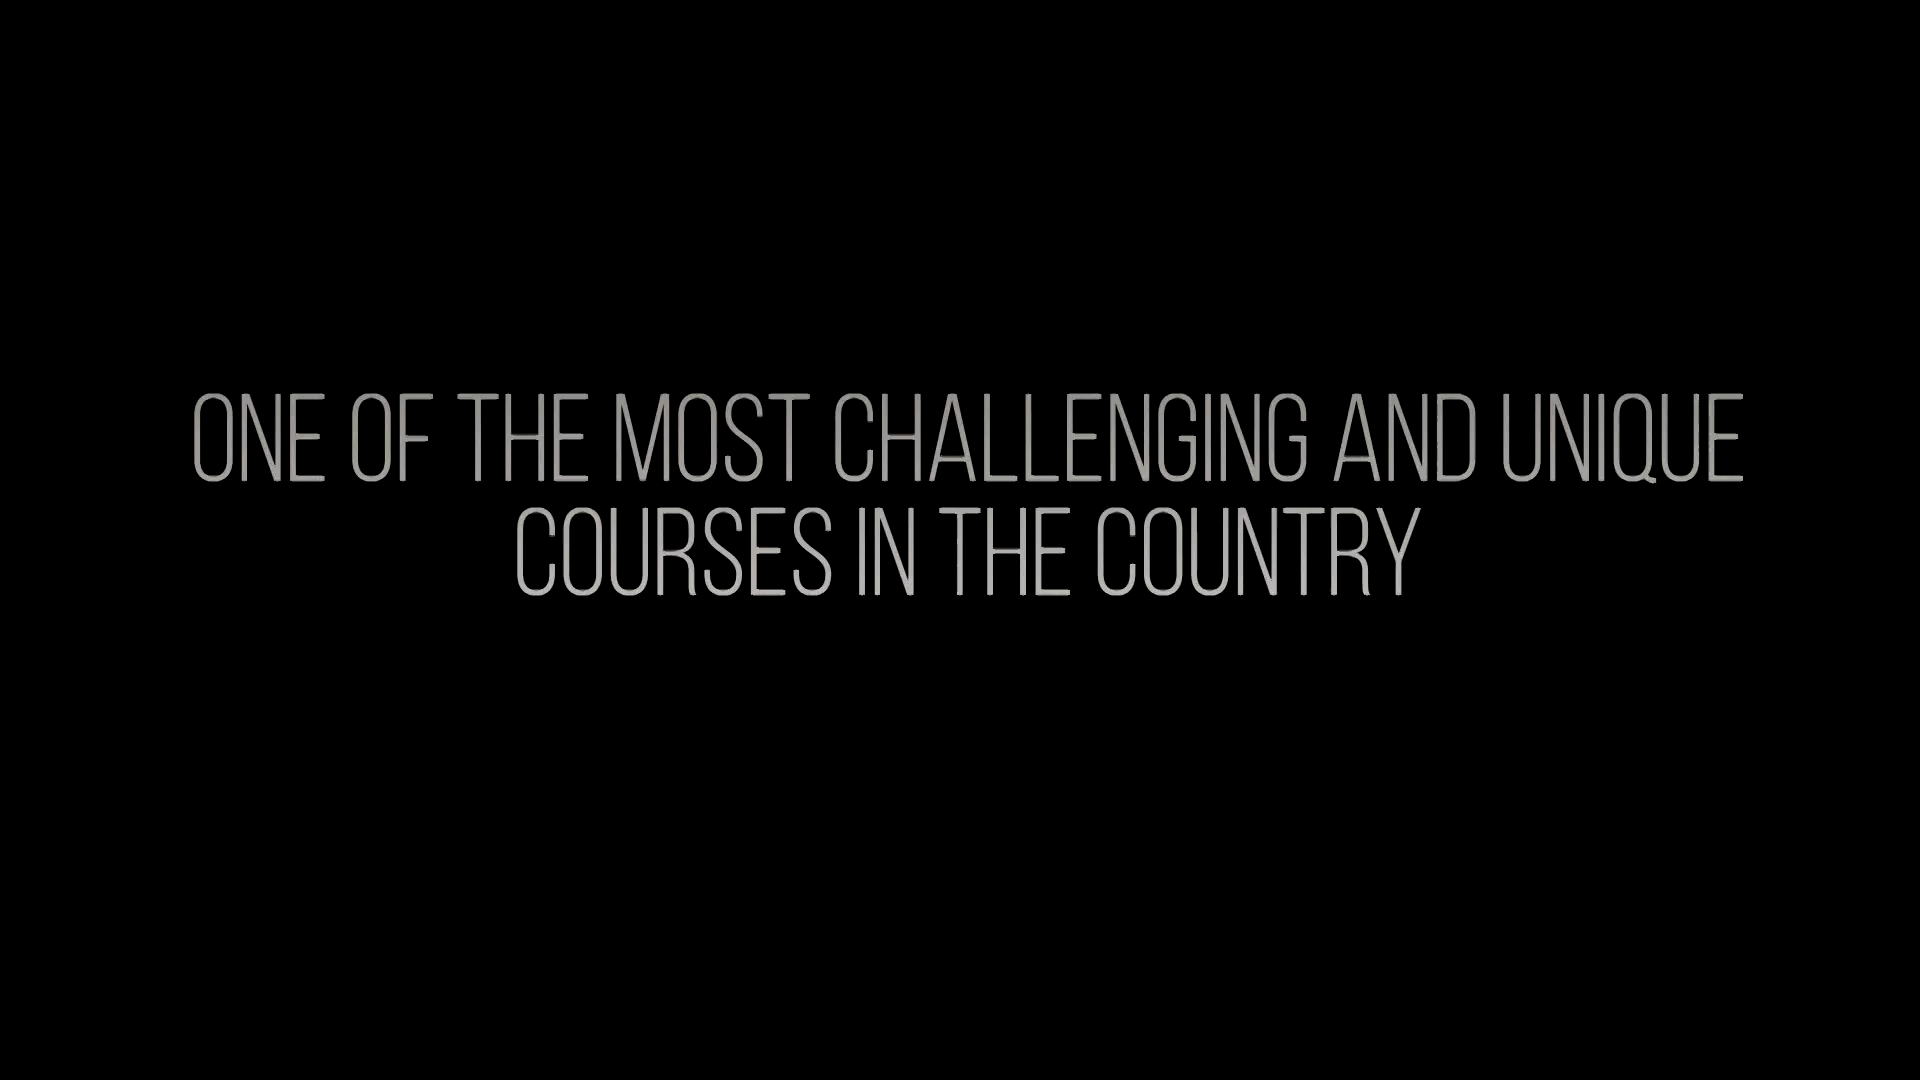 ONE OF THE MOST CHALLENGING AND UNIQUE
COURSES IN THE COUNTRY